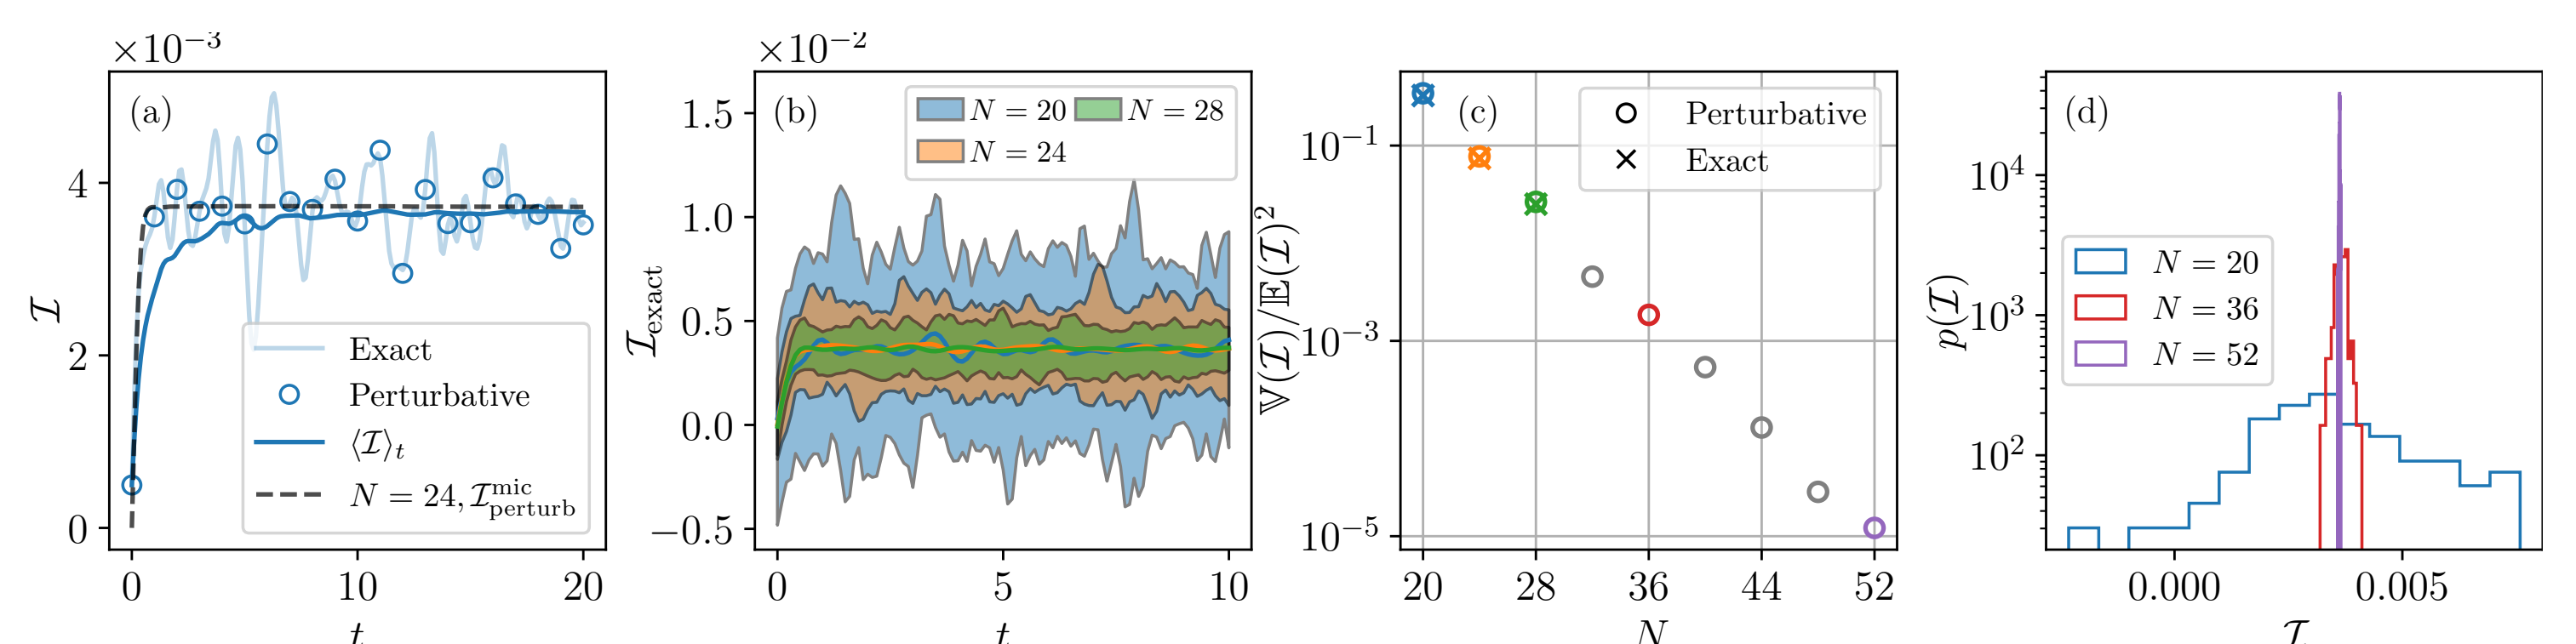 ×10⁻³
(a)
4
2
0
ℐ
Exact
Perturbative
⟨ℐ⟩ₜ
N = 24, ℐ^mic_perturb
0 10 20
t
×10⁻²
(b)
N = 20 N = 28
N = 24
1.5
1.0
0.5
0.0
−0.5
ℐ_exact
0 5 10
t
(c)
Perturbative
Exact
10⁻¹
10⁻³
10⁻⁵
𝕍(ℐ)/𝔼(ℐ)²
20 28 36 44 52
N
(d)
10⁴
10³
10²
p(ℐ)
N = 20
N = 36
N = 52
0.000 0.005
ℐ